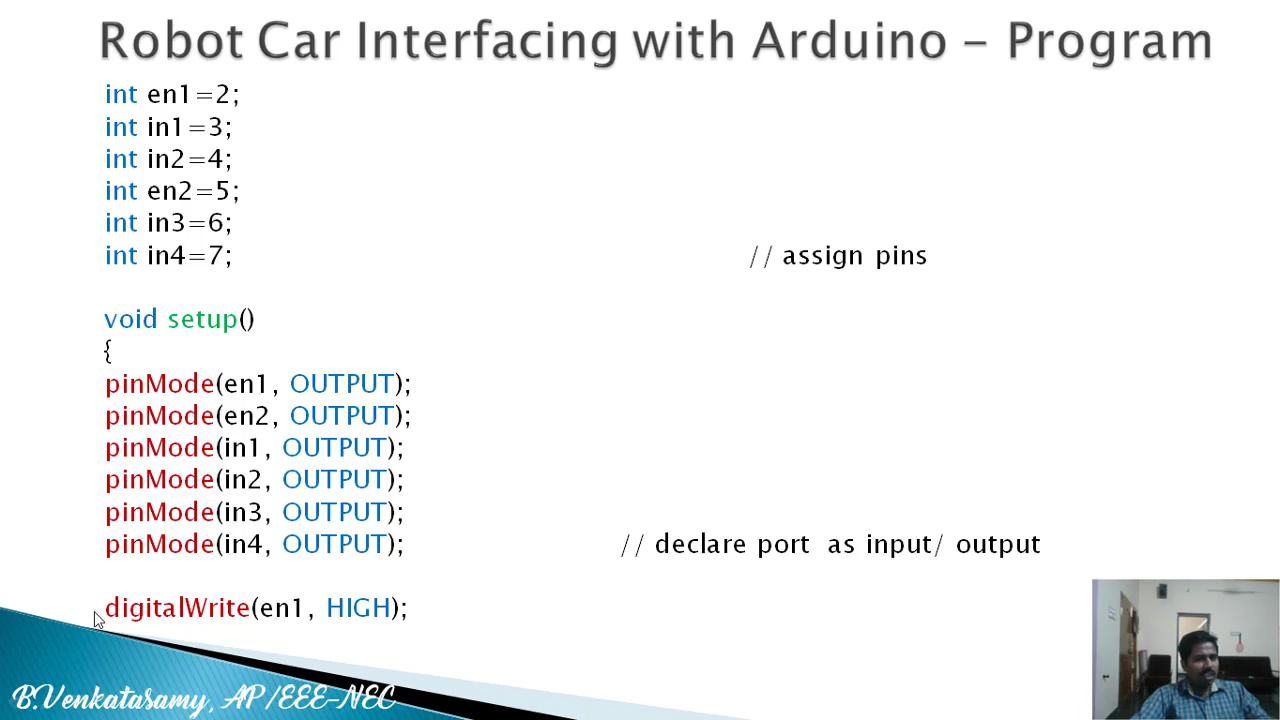 Robot Car Interfacing with Arduino - Program
int en1=2;
int in1=3;
int in2=4;
int en2=5;
int in3=6;
int in4=7; // assign pins
void setup()
{
pinMode(en1, OUTPUT);
pinMode(en2, OUTPUT);
pinMode(in1, OUTPUT);
pinMode(in2, OUTPUT);
pinMode(in3, OUTPUT);
pinMode(in4, OUTPUT); // declare port as input/ output
digitalWrite(en1, HIGH);
B.Venkatasamy, AP/EEE-NEC